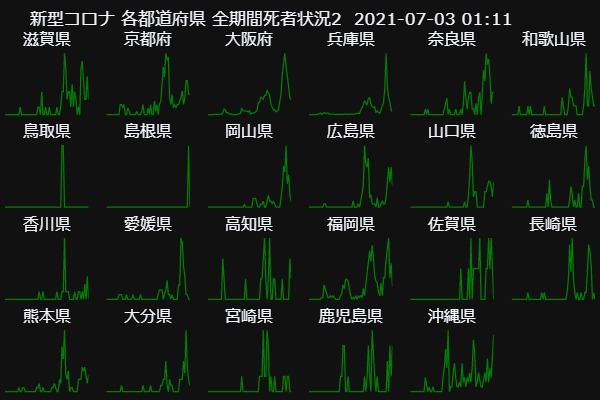 新型コロナ 各都道府県 全期間死者状況2 2021-07-03 01:11
滋賀県 京都府 大阪府 兵庫県 奈良県 和歌山県
鳥取県 島根県 岡山県 広島県 山口県 徳島県
香川県 愛媛県 高知県 福岡県 佐賀県 長崎県
熊本県 大分県 宮崎県 鹿児島県 沖縄県